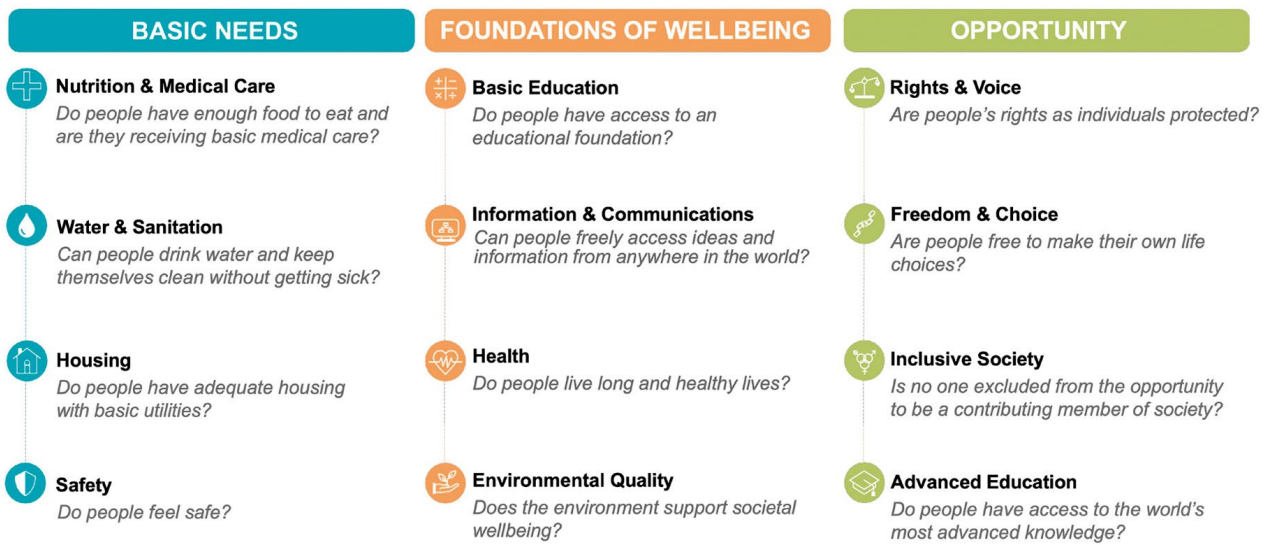 BASIC NEEDS
Nutrition & Medical Care
Do people have enough food to eat and
are they receiving basic medical care?
Water & Sanitation
Can people drink water and keep
themselves clean without getting sick?
Housing
Do people have adequate housing
with basic utilities?
Safety
Do people feel safe?
FOUNDATIONS OF WELLBEING
Basic Education
Do people have access to an
educational foundation?
Information & Communications
Can people freely access ideas and
information from anywhere in the world?
Health
Do people live long and healthy lives?
Environmental Quality
Does the environment support societal
wellbeing?
OPPORTUNITY
Rights & Voice
Are people’s rights as individuals protected?
Freedom & Choice
Are people free to make their own life
choices?
Inclusive Society
Is no one excluded from the opportunity
to be a contributing member of society?
Advanced Education
Do people have access to the world’s
most advanced knowledge?